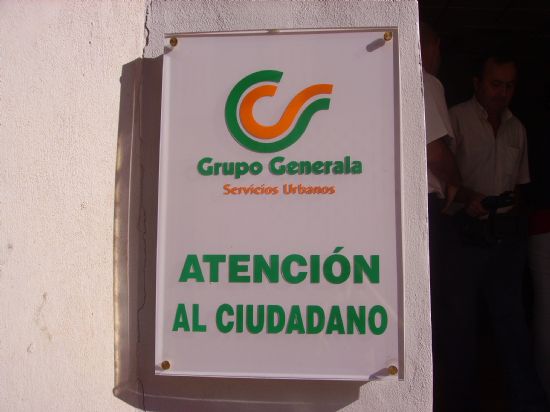 Grupo Generala
Servicios Urbanos
ATENCIÓN
AL CIUDADANO